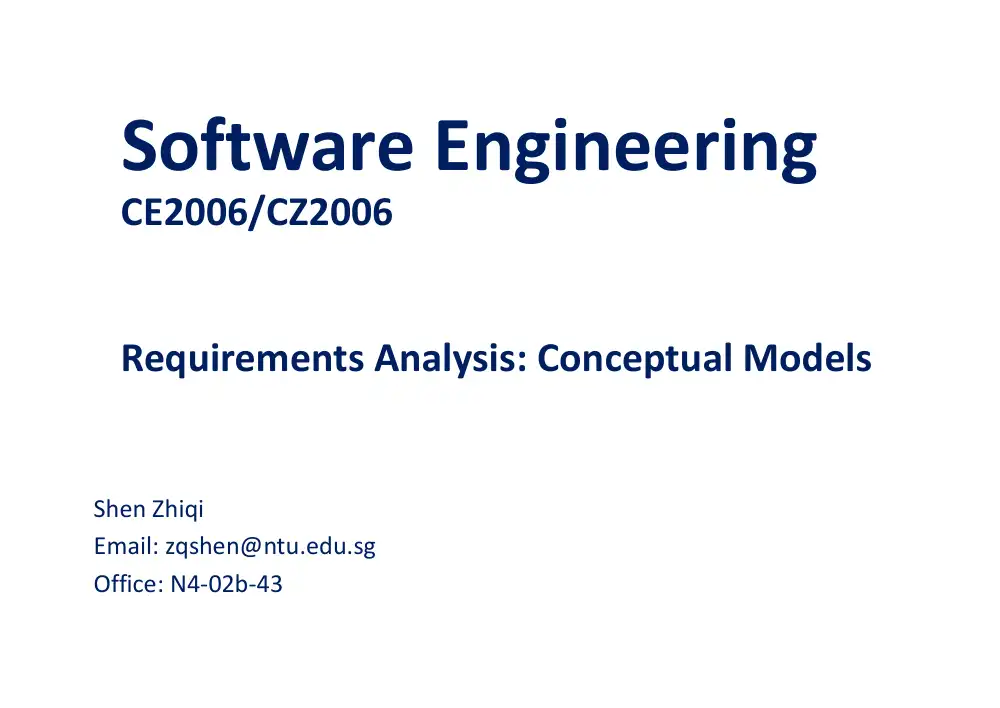 Software Engineering
CE2006/CZ2006
Requirements Analysis: Conceptual Models
Shen Zhiqi
Email: zqshen@ntu.edu.sg
Office: N4-02b-43